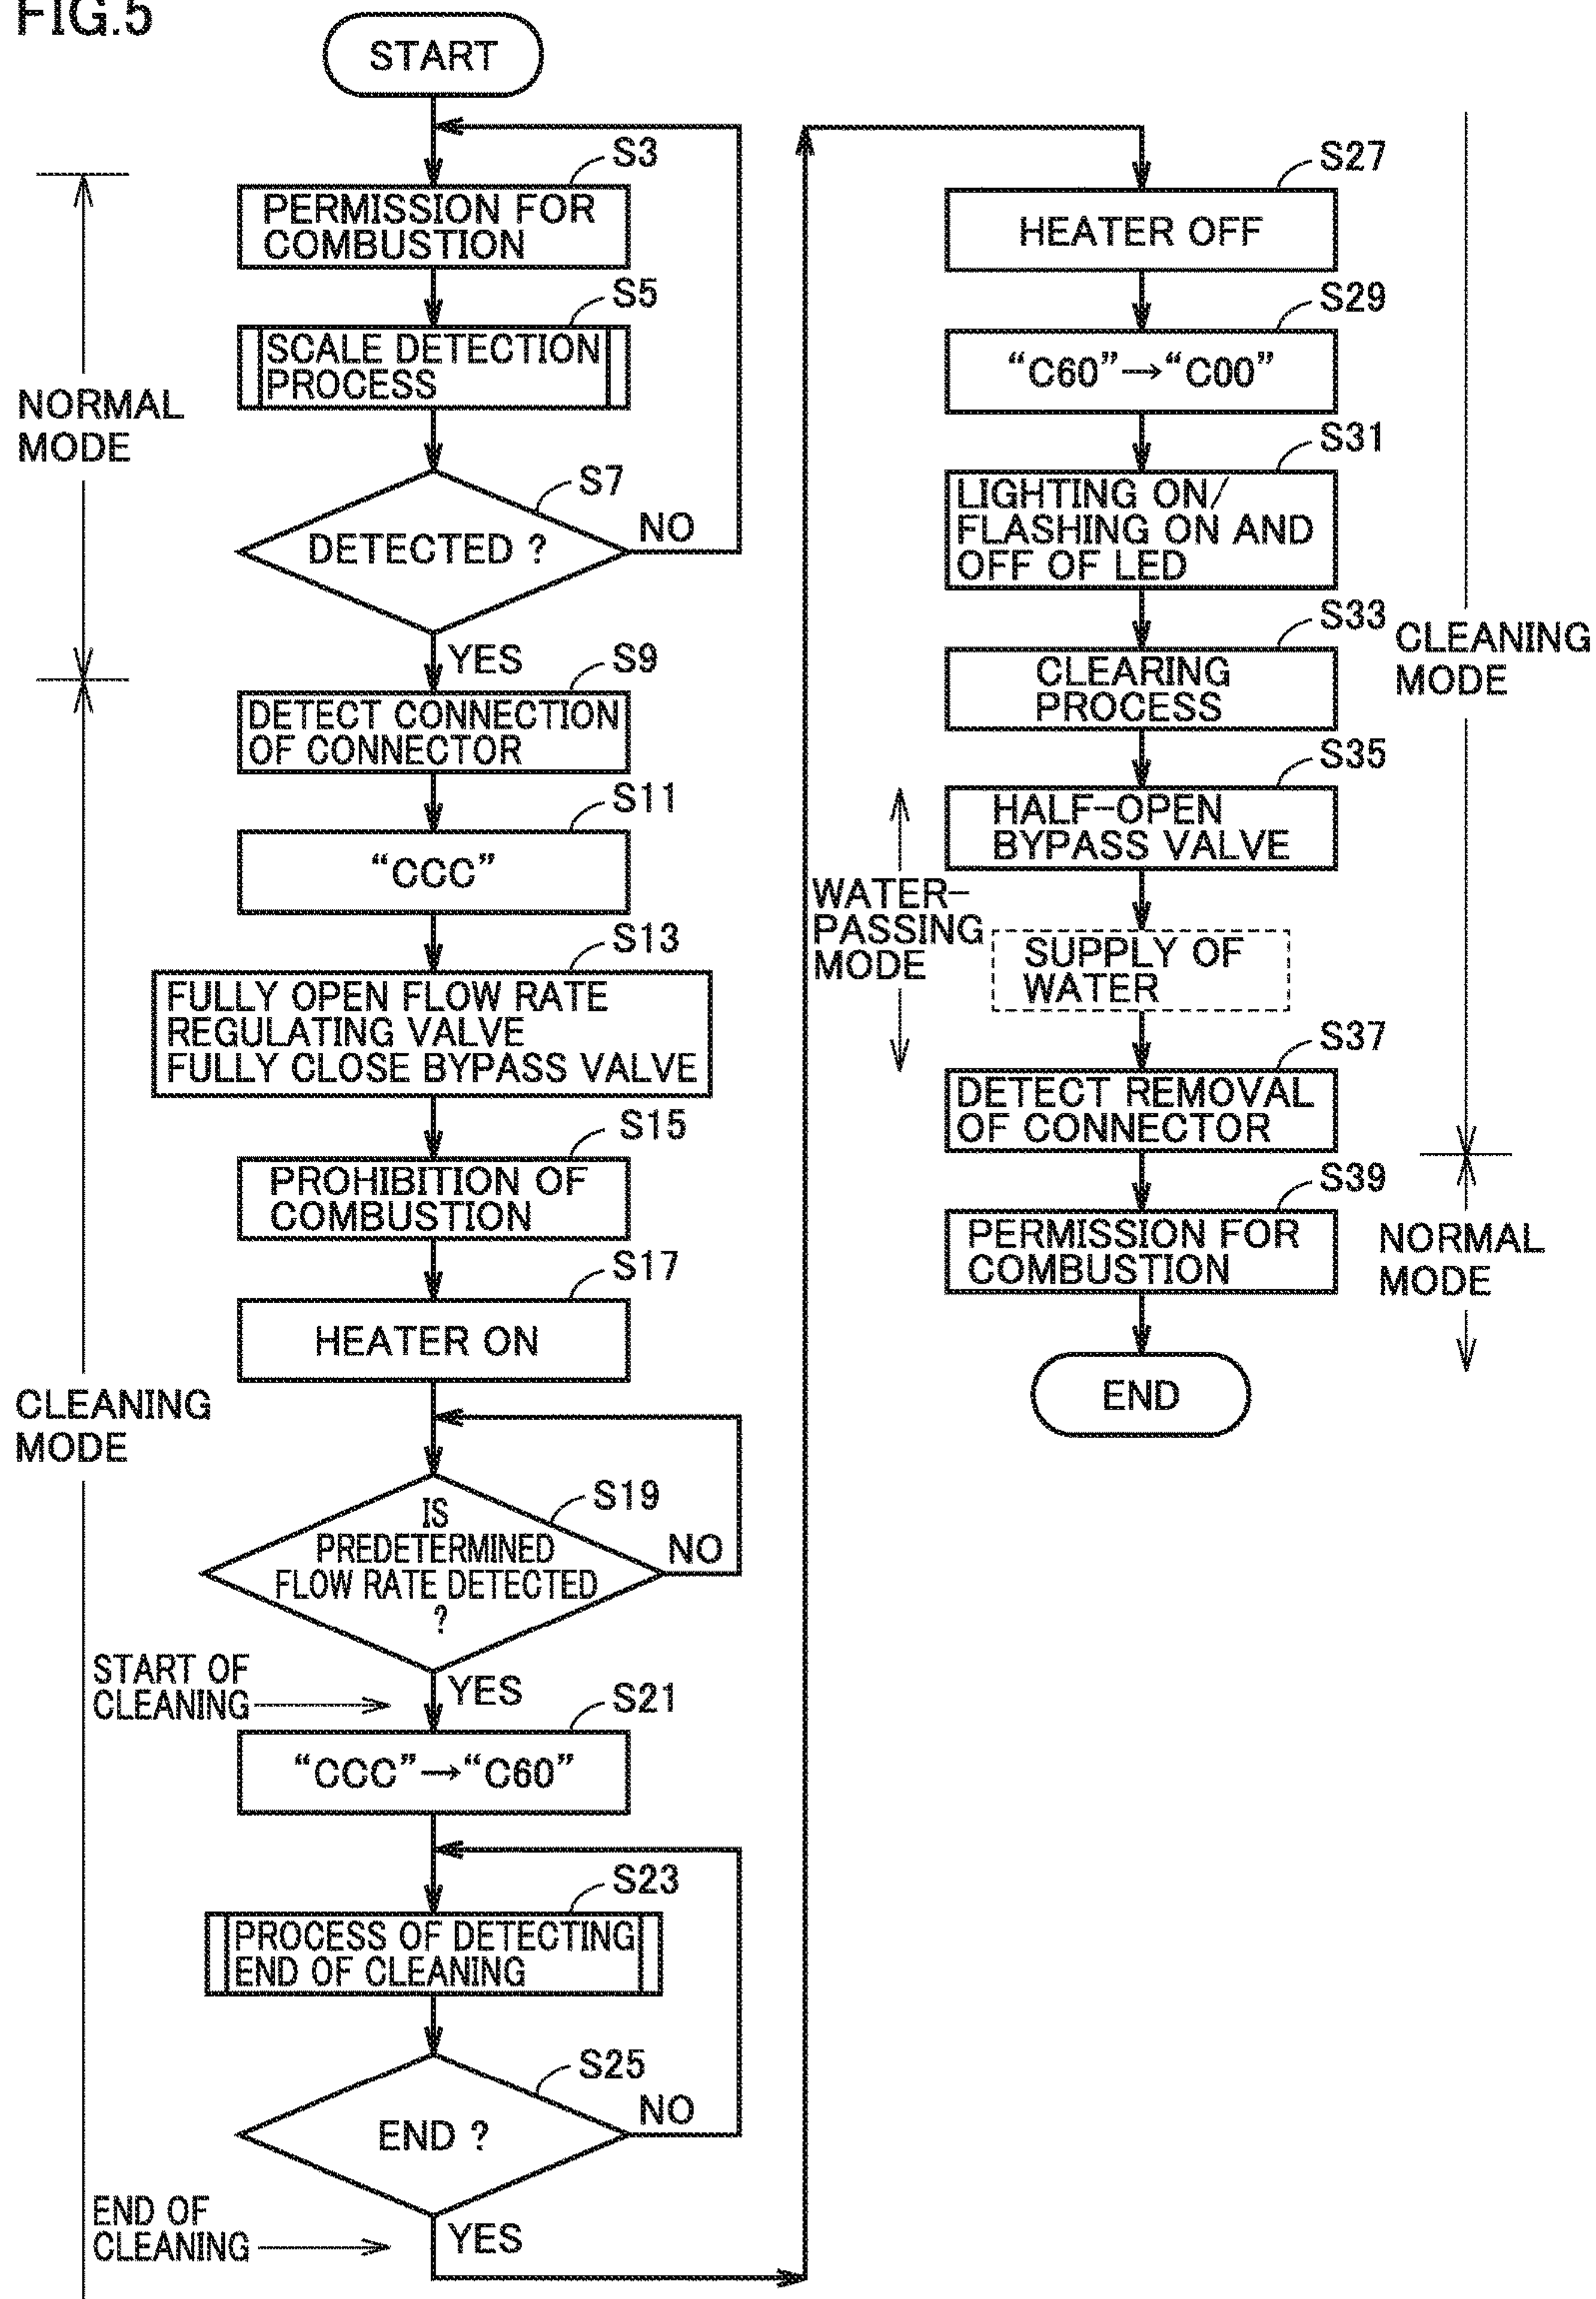 FIG.5
START
S3
PERMISSION FOR
COMBUSTION
S5
SCALE DETECTION
PROCESS
NORMAL
MODE
S7
DETECTED ?
NO
YES
S9
DETECT CONNECTION
OF CONNECTOR
S11
“CCC”
S13
FULLY OPEN FLOW RATE
REGULATING VALVE
FULLY CLOSE BYPASS VALVE
S15
PROHIBITION OF
COMBUSTION
S17
HEATER ON
CLEANING
MODE
S19
IS
PREDETERMINED
FLOW RATE DETECTED
?
NO
START OF
CLEANING
YES
S21
“CCC”→“C60”
S23
PROCESS OF DETECTING
END OF CLEANING
S25
END ?
NO
END OF
CLEANING
YES
S27
HEATER OFF
S29
“C60”→“C00”
S31
LIGHTING ON/
FLASHING ON AND
OFF OF LED
S33
CLEARING
PROCESS
CLEANING
MODE
S35
HALF-OPEN
BYPASS VALVE
WATER-
PASSING
MODE
SUPPLY OF
WATER
S37
DETECT REMOVAL
OF CONNECTOR
S39
PERMISSION FOR
COMBUSTION
NORMAL
MODE
END